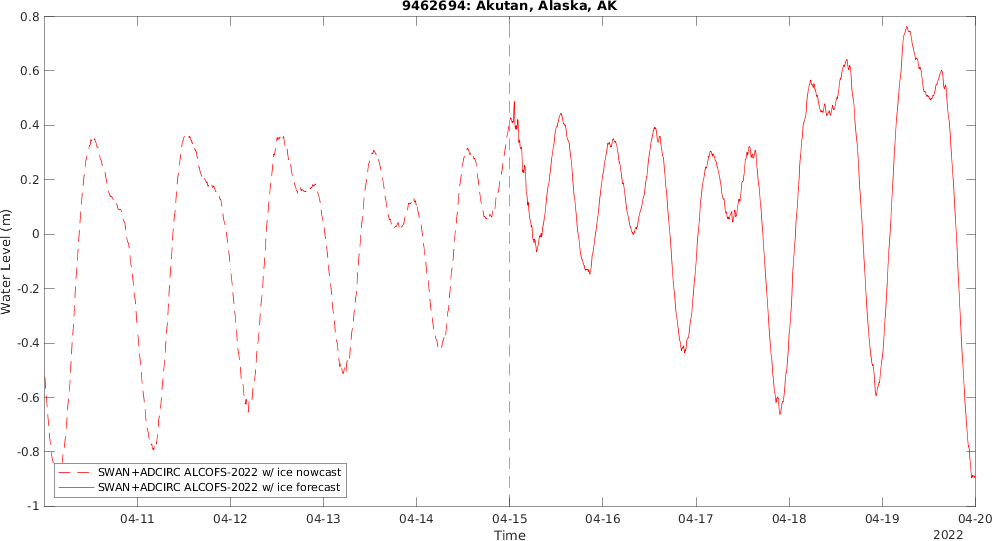 9462694: Akutan, Alaska, AK
0.8
0.6
0.4
0.2
0
-0.2
-0.4
-0.6
-0.8
-1
Water Level (m)
SWAN+ADCIRC ALCOFS-2022 w/ ice nowcast
SWAN+ADCIRC ALCOFS-2022 w/ ice forecast
04-11 04-12 04-13 04-14 04-15 04-16 04-17 04-18 04-19 04-20
Time
2022